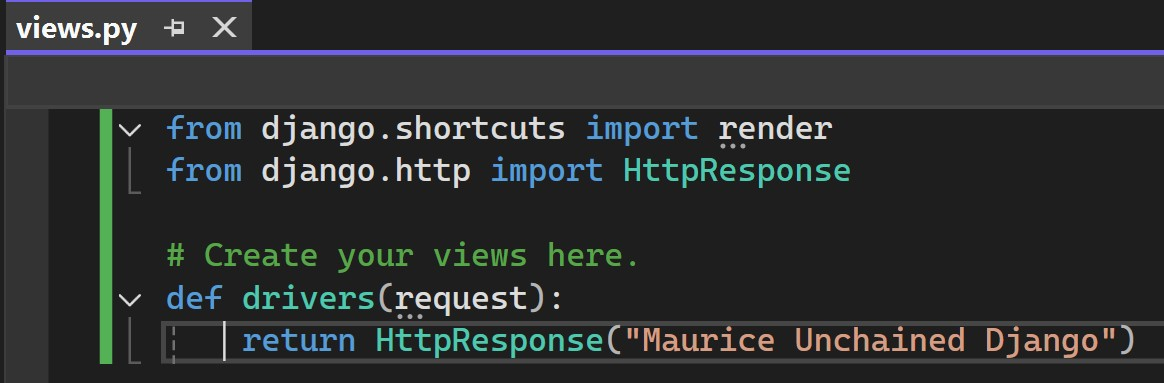 views.py
from django.shortcuts import render
from django.http import HttpResponse
# Create your views here.
def drivers(request):
    return HttpResponse("Maurice Unchained Django")